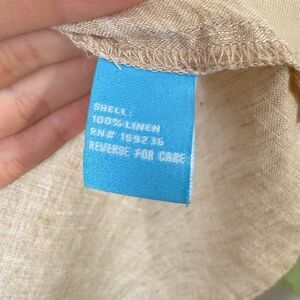 SHELL:
100% LINEN
RN# 159236
REVERSE FOR CARE